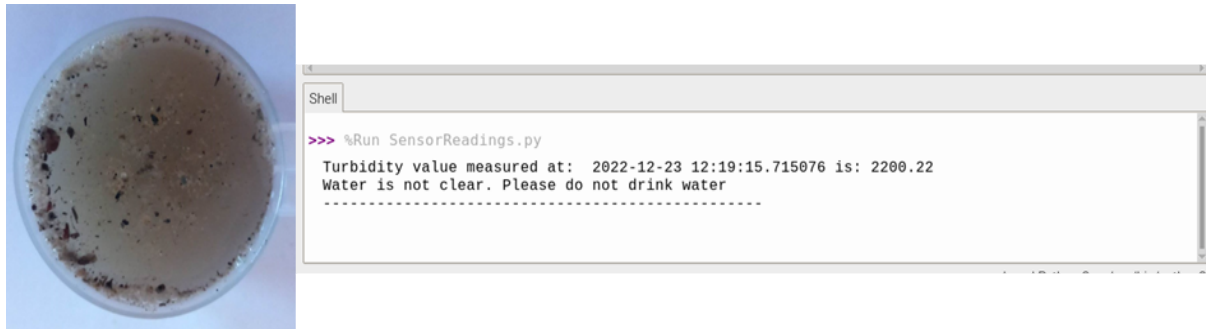 Shell
>>> %Run SensorReadings.py
Turbidity value measured at:  2022-12-23 12:19:15.715076 is: 2200.22
Water is not clear. Please do not drink water
-------------------------------------------------